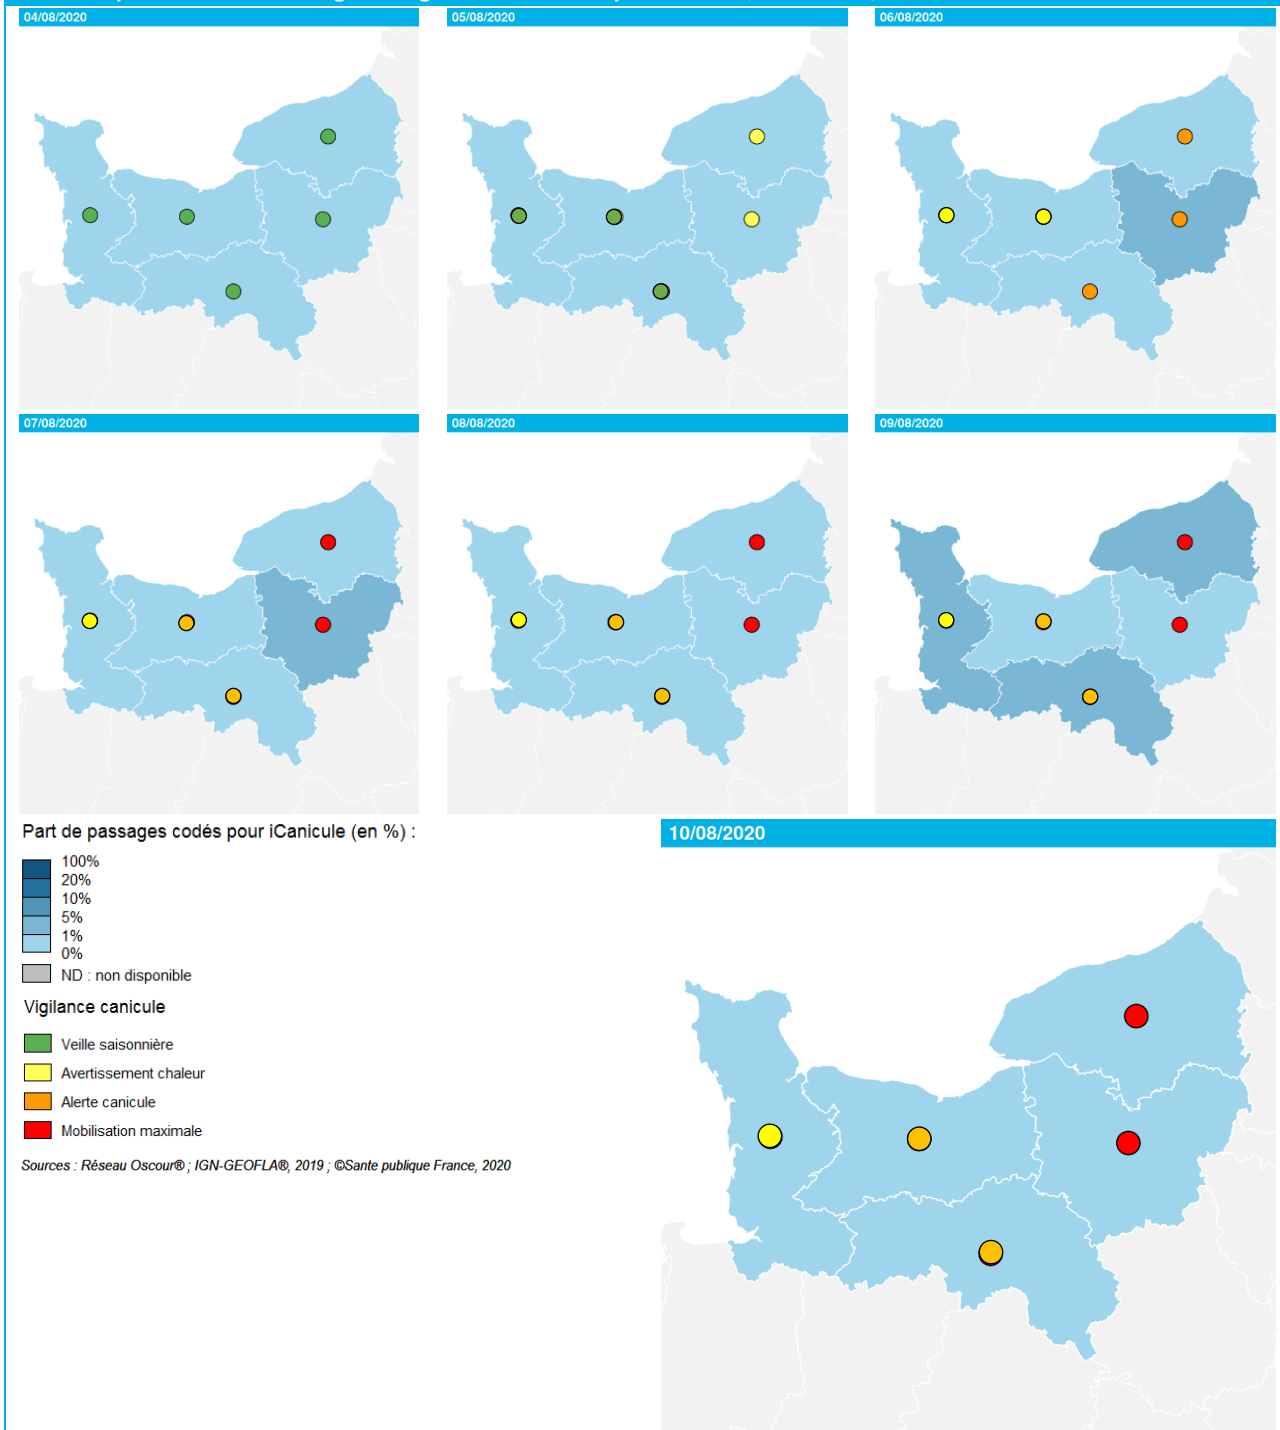 04/08/2020
05/08/2020
06/08/2020
07/08/2020
08/08/2020
09/08/2020
Part de passages codés pour iCanicule (en %) :
100%
20%
10%
5%
1%
0%
ND : non disponible
Vigilance canicule
Veille saisonnière
Avertissement chaleur
Alerte canicule
Mobilisation maximale
Sources : Réseau Oscour® ; IGN-GEOFLA®, 2019 ; ©Sante publique France, 2020
10/08/2020